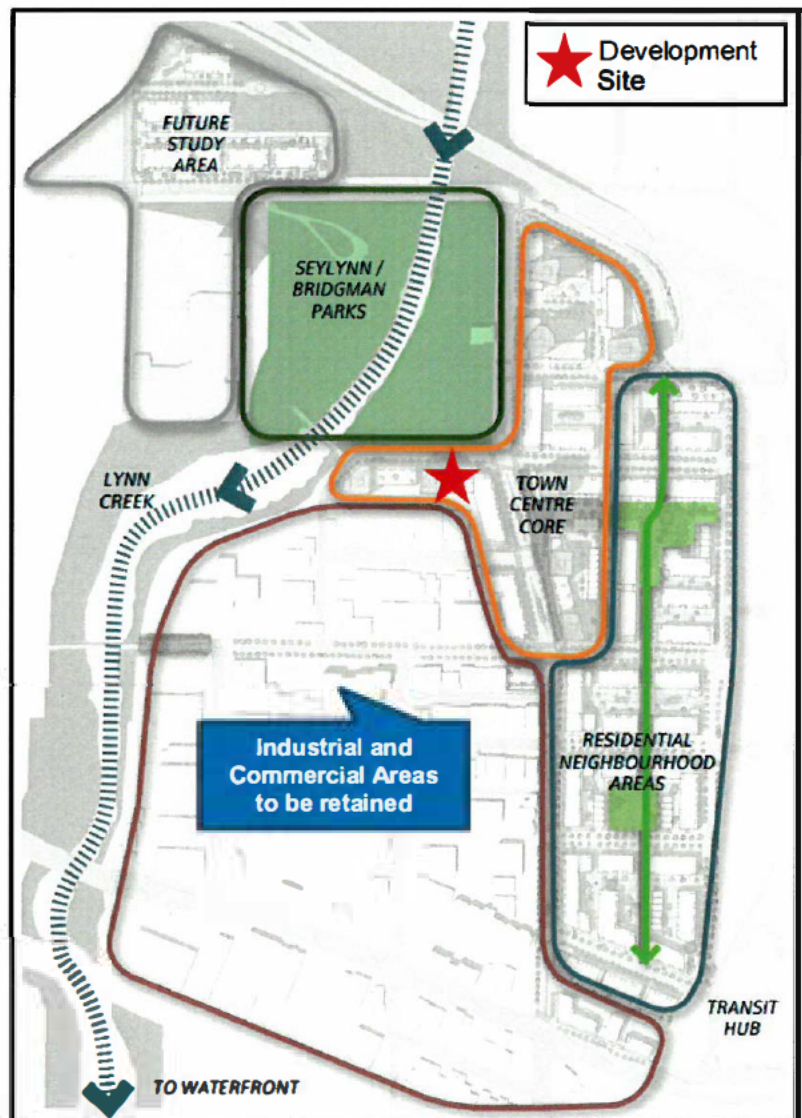 Development
Site
FUTURE
STUDY
AREA
SEYLYNN /
BRIDGMAN
PARKS
LYNN
CREEK
TOWN
CENTRE
CORE
Industrial and
Commercial Areas
to be retained
RESIDENTIAL
NEIGHBOURHOOD
AREAS
TRANSIT
HUB
TO WATERFRONT